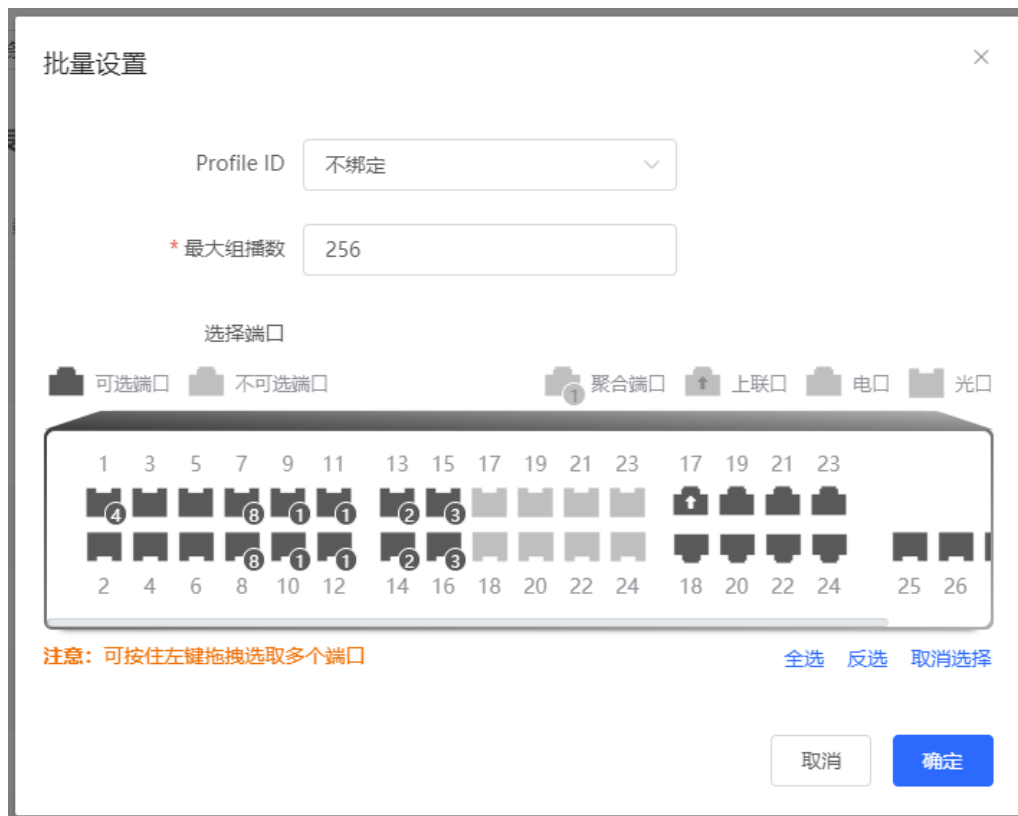 批量设置
Profile ID
不绑定
* 最大组播数
256
选择端口
可选端口 不可选端口 1 聚合端口 上联口 电口 光口
1 3 5 7 9 11 13 15 17 19 21 23 17 19 21 23
4 8 1 1 2 3
8 1 1 2 3
2 4 6 8 10 12 14 16 18 20 22 24 18 20 22 24 25 26
注意：可按住左键拖拽选取多个端口
全选 反选 取消选择
取消 确定